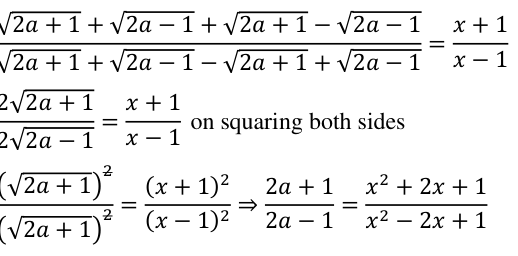 (√2a + 1 + √2a − 1 + √2a + 1 − √2a − 1) / (√2a + 1 + √2a − 1 − √2a + 1 + √2a − 1) = (x + 1) / (x − 1)
2√2a + 1 / 2√2a − 1 = (x + 1) / (x − 1) on squaring both sides
(√2a + 1)² / (√2a + 1)² = (x + 1)² / (x − 1)² ⇒ (2a + 1) / (2a − 1) = (x² + 2x + 1) / (x² − 2x + 1)